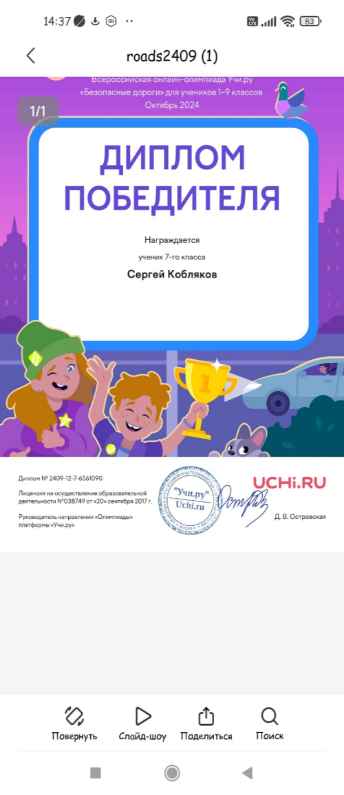 14:37
83
roads2409 (1)
Всероссийская онлайн-олимпиада Учи.ру
«Безопасные дороги» для учеников 1–9 классов
Октябрь 2024
1/1
ДИПЛОМ
ПОБЕДИТЕЛЯ
Награждается
ученик 7-го класса
Сергей Кобляков
1
Диплом № 2409-12-7-6561090
Лицензия на осуществление образовательной
деятельности №038749 от «20» сентября 2017 г.
Руководитель направления «Олимпиады»
платформы «Учи.ру»
"Учи.ру"
Uchi.ru
UCHi.RU
Д. В. Островская
Повернуть
Слайд-шоу
Поделиться
Поиск